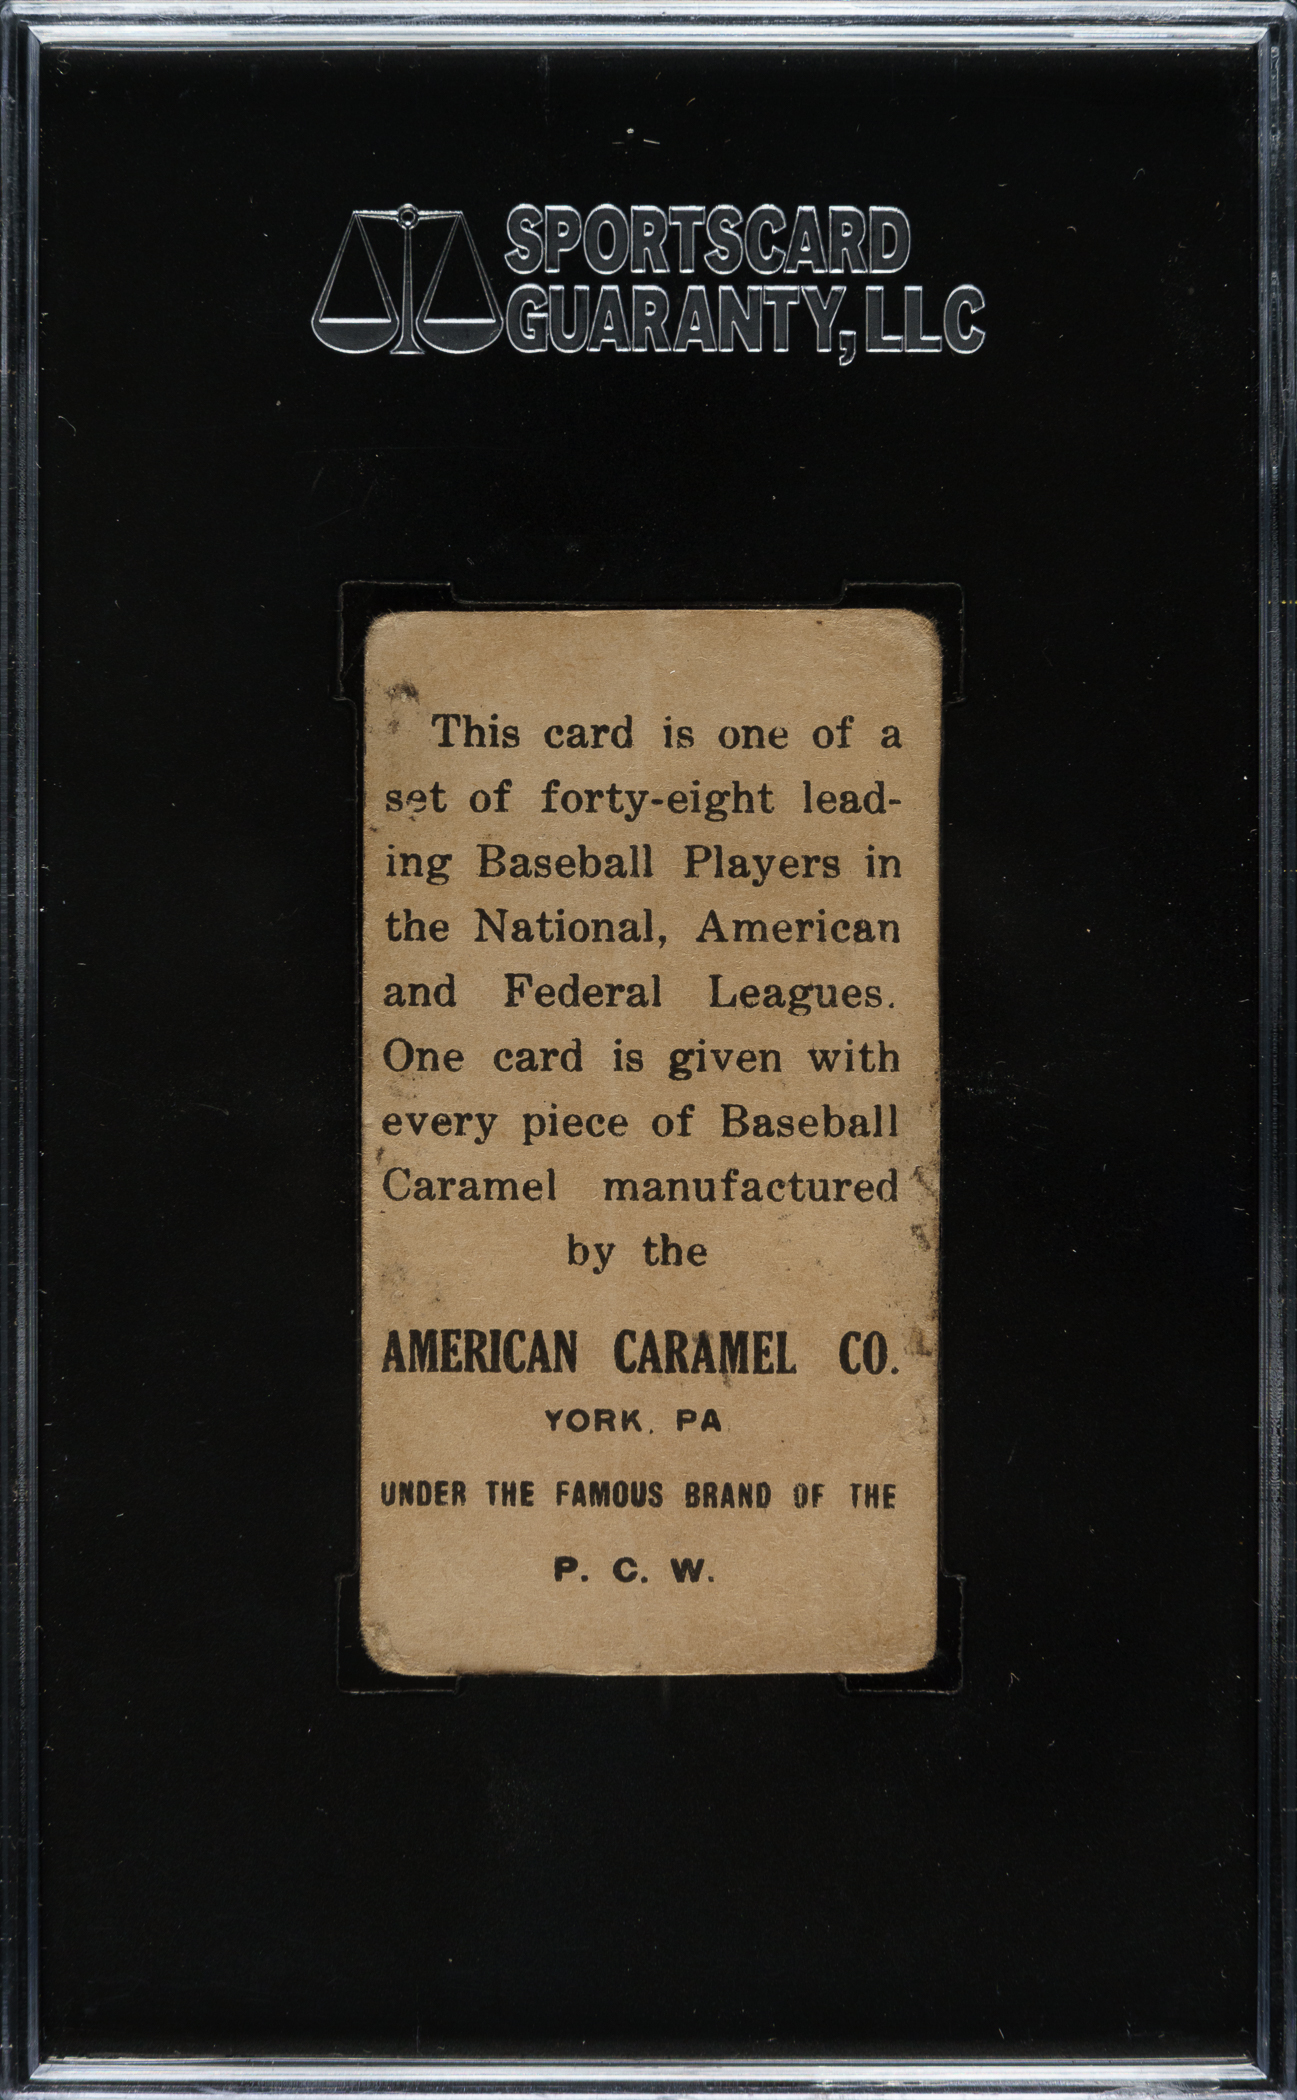 SPORTSCARD
GUARANTY, LLC
This card is one of a
set of forty-eight lead-
ing Baseball Players in
the National, American
and Federal Leagues.
One card is given with
every piece of Baseball
Caramel manufactured
by the
AMERICAN CARAMEL CO.
YORK. PA
UNDER THE FAMOUS BRAND OF THE
P. C. W.